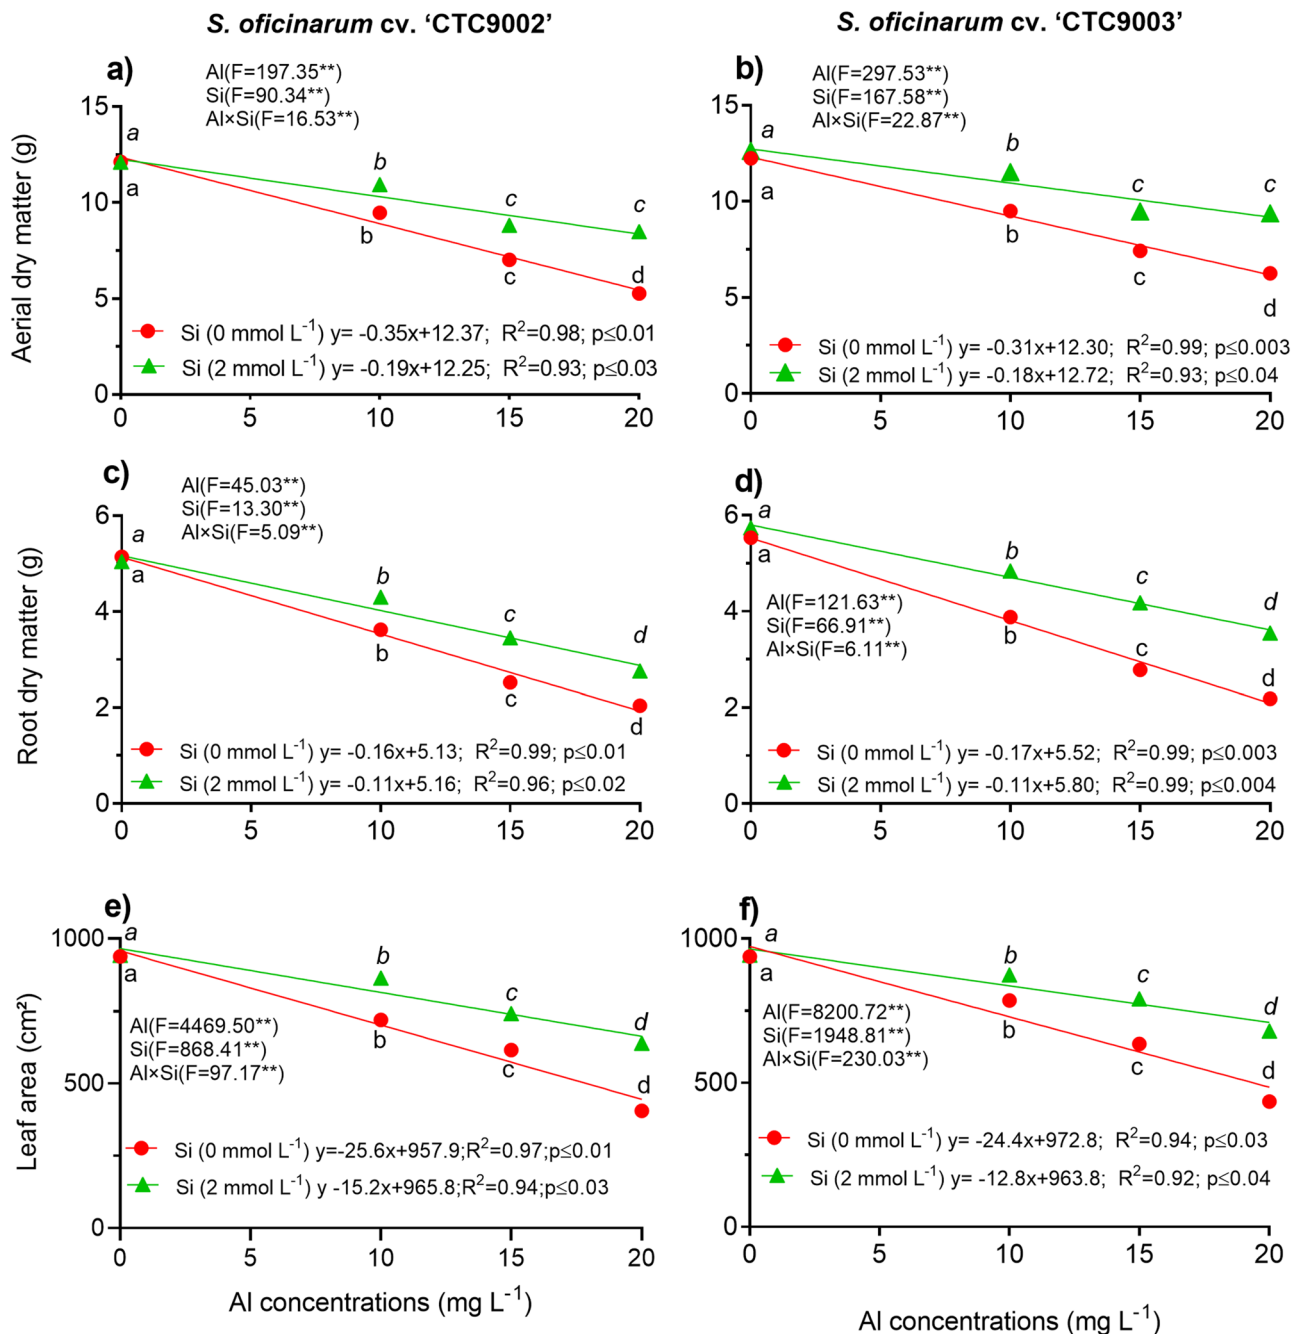 S. oficinarum cv. ‘CTC9002’
S. oficinarum cv. ‘CTC9003’
a)
Al(F=197.35**)
Si(F=90.34**)
Al×Si(F=16.53**)
Aerial dry matter (g)
15
10
5
0
a
a
b
b
c
c
c
d
Si (0 mmol L⁻¹) y= -0.35x+12.37; R²=0.98; p≤0.01
Si (2 mmol L⁻¹) y= -0.19x+12.25; R²=0.93; p≤0.03
0 5 10 15 20
b)
Al(F=297.53**)
Si(F=167.58**)
Al×Si(F=22.87**)
15
10
5
0
a
a
b
b
c
c
c
d
Si (0 mmol L⁻¹) y= -0.31x+12.30; R²=0.99; p≤0.003
Si (2 mmol L⁻¹) y= -0.18x+12.72; R²=0.93; p≤0.04
0 5 10 15 20
c)
Al(F=45.03**)
Si(F=13.30**)
Al×Si(F=5.09**)
Root dry matter (g)
6
4
2
0
a
a
b
b
c
c
d
d
Si (0 mmol L⁻¹) y= -0.16x+5.13; R²=0.99; p≤0.01
Si (2 mmol L⁻¹) y= -0.11x+5.16; R²=0.96; p≤0.02
0 5 10 15 20
d)
6
4
2
0
a
a
b
b
c
c
d
d
Al(F=121.63**)
Si(F=66.91**)
Al×Si(F=6.11**)
Si (0 mmol L⁻¹) y= -0.17x+5.52; R²=0.99; p≤0.003
Si (2 mmol L⁻¹) y= -0.11x+5.80; R²=0.99; p≤0.004
0 5 10 15 20
e)
Leaf area (cm²)
1000
500
0
a
a
b
b
c
c
d
d
Al(F=4469.50**)
Si(F=868.41**)
Al×Si(F=97.17**)
Si (0 mmol L⁻¹) y=-25.6x+957.9;R²=0.97;p≤0.01
Si (2 mmol L⁻¹) y -15.2x+965.8;R²=0.94;p≤0.03
0 5 10 15 20
Al concentrations (mg L⁻¹)
f)
1000
500
0
a
a
b
b
c
c
d
d
Al(F=8200.72**)
Si(F=1948.81**)
Al×Si(F=230.03**)
Si (0 mmol L⁻¹) y= -24.4x+972.8; R²=0.94; p≤0.03
Si (2 mmol L⁻¹) y= -12.8x+963.8; R²=0.92; p≤0.04
0 5 10 15 20
Al concentrations (mg L⁻¹)